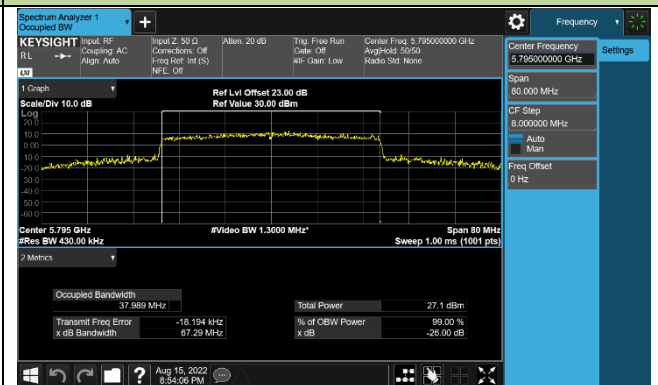 Spectrum Analyzer 1
Occupied BW
+
Frequency
KEYSIGHT
RL
LXI
Input: RF
Coupling: AC
Align: Auto
Input Z: 50 Ω
Corrections: Off
Freq Ref: Int (S)
NFE: Off
Atten: 20 dB
Trig: Free Run
Gate: Off
#IF Gain: Low
Center Freq: 5.795000000 GHz
Avg|Hold: 50/50
Radio Std: None
Center Frequency
5.795000000 GHz
Settings
Span
80.000 MHz
CF Step
8.000000 MHz
Auto
Man
Freq Offset
0 Hz
1 Graph
Scale/Div 10.0 dB
Ref Lvl Offset 23.00 dB
Ref Value 30.00 dBm
Log
20.0
10.0
0.00
-10.0
-20.0
-30.0
-40.0
-50.0
-60.0
Center 5.795 GHz
#Video BW 1.3000 MHz*
Span 80 MHz
#Res BW 430.00 kHz
Sweep 1.00 ms (1001 pts)
2 Metrics
Occupied Bandwidth
37.989 MHz
Total Power
27.1 dBm
Transmit Freq Error
-18.194 kHz
% of OBW Power
99.00 %
x dB Bandwidth
67.29 MHz
x dB
-26.00 dB
?
Aug 15, 2022
8:54:06 PM